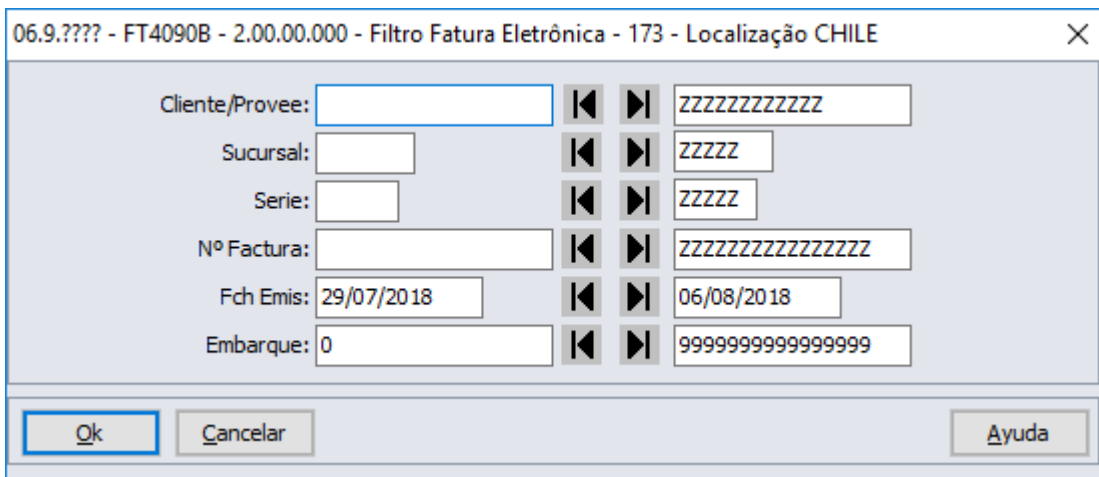 06.9.???? - FT4090B - 2.00.00.000 - Filtro Fatura Eletrônica - 173 - Localização CHILE
Cliente/Provee: ZZZZZZZZZZZZ
Sucursal: ZZZZZ
Serie: ZZZZZ
Nº Factura: ZZZZZZZZZZZZZZZZ
Fch Emis: 29/07/2018 06/08/2018
Embarque: 0 9999999999999999
Ok Cancelar Ayuda